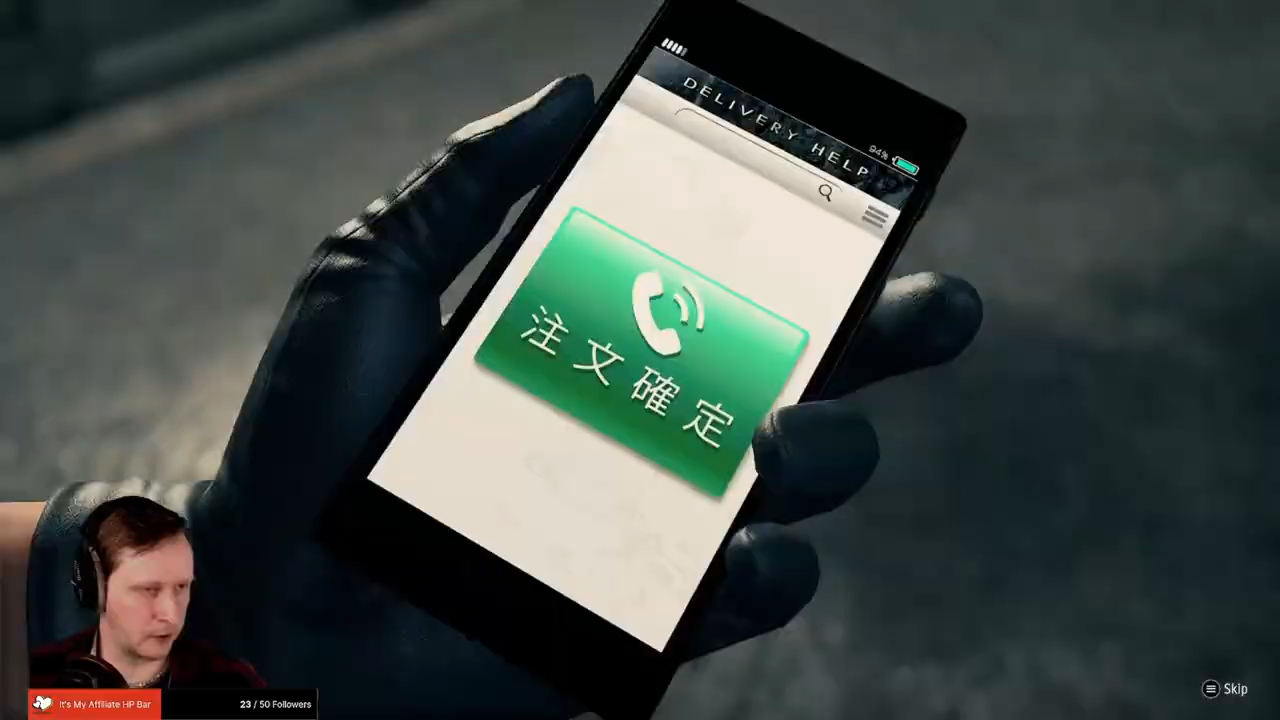 DELIVERY HELP
94%
注文確定
It's My Affiliate HP Bar
23 / 50 Followers
Skip